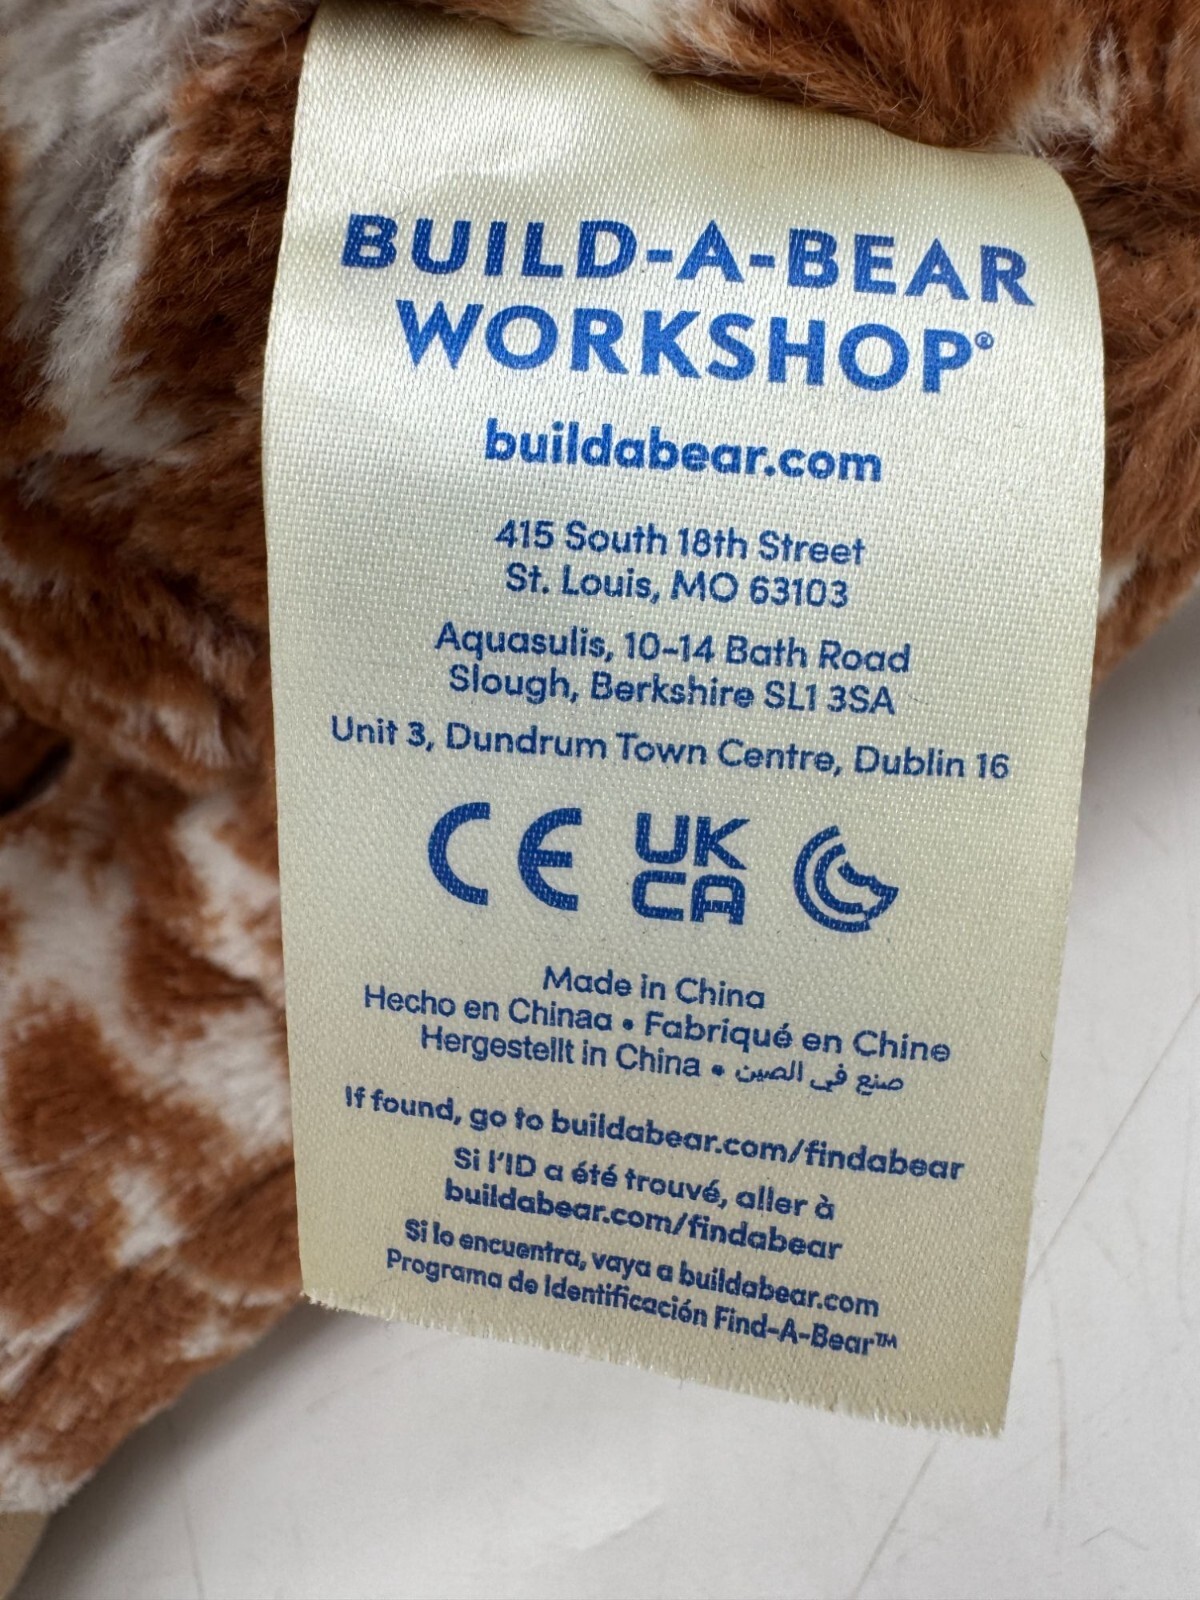 BUILD-A-BEAR
WORKSHOP®
buildabear.com
415 South 18th Street
St. Louis, MO 63103
Aquasulis, 10-14 Bath Road
Slough, Berkshire SL1 3SA
Unit 3, Dundrum Town Centre, Dublin 16
CE UK
CA
Made in China
Hecho en Chinaa • Fabriqué en Chine
Hergestellt in China • صنع في الصين
If found, go to buildabear.com/findabear
Si l'ID a été trouvé, aller à
buildabear.com/findabear
Si lo encuentra, vaya a buildabear.com
Programa de Identificación Find-A-Bear™